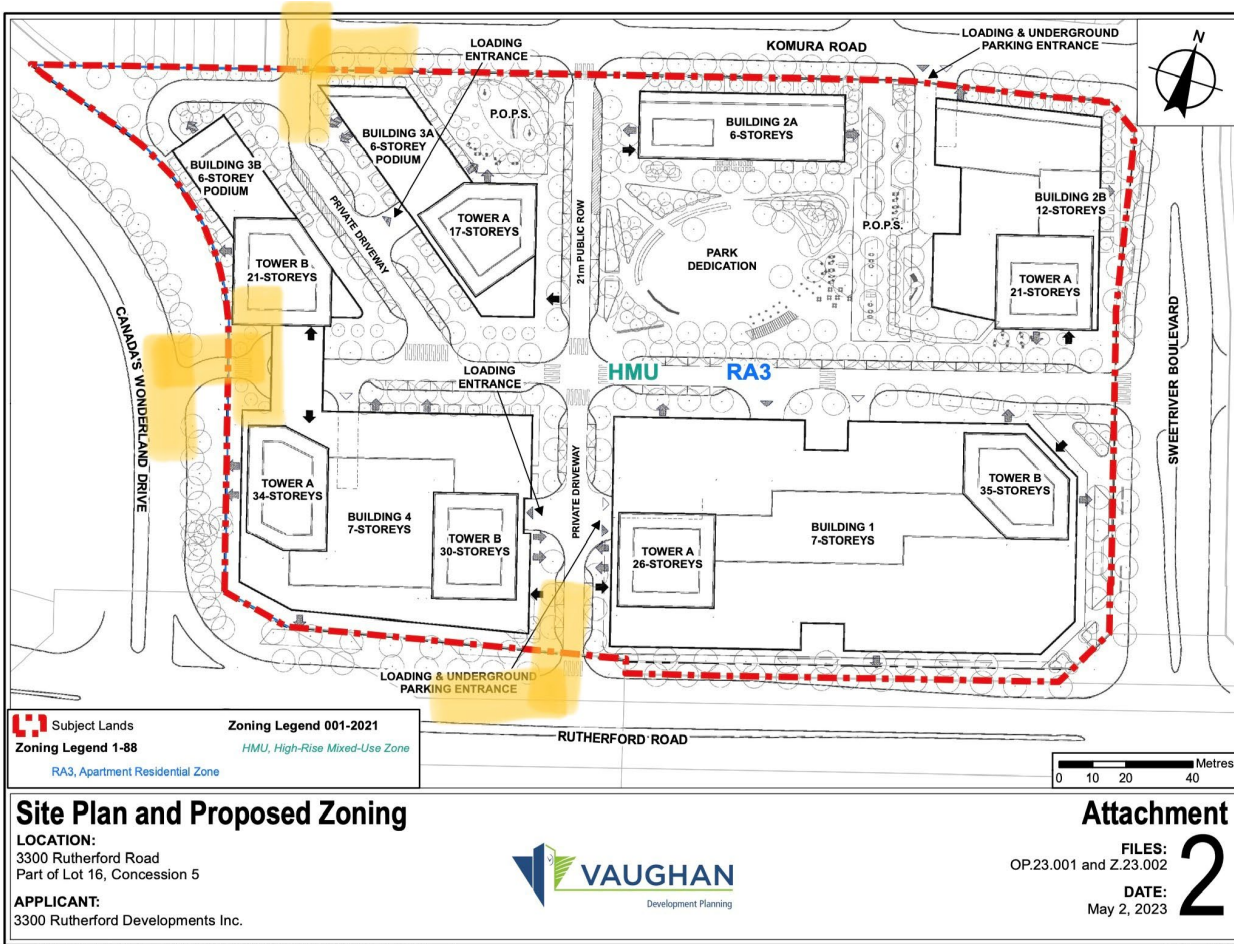 KOMURA ROAD
LOADING & UNDERGROUND
PARKING ENTRANCE
N
LOADING
ENTRANCE
P.O.P.S.
BUILDING 3A
6-STOREY
PODIUM
BUILDING 2A
6-STOREYS
BUILDING 3B
6-STOREY
PODIUM
PRIVATE DRIVEWAY
TOWER A
17-STOREYS
21m PUBLIC ROW
PARK
DEDICATION
P.O.P.S.
BUILDING 2B
12-STOREYS
TOWER B
21-STOREYS
TOWER A
21-STOREYS
CANADA'S WONDERLAND DRIVE
SWEETRIVER BOULEVARD
LOADING
ENTRANCE
HMU
RA3
TOWER A
34-STOREYS
BUILDING 4
7-STOREYS
TOWER B
30-STOREYS
PRIVATE DRIVEWAY
TOWER A
26-STOREYS
BUILDING 1
7-STOREYS
TOWER B
35-STOREYS
LOADING & UNDERGROUND
PARKING ENTRANCE
RUTHERFORD ROAD
Subject Lands
Zoning Legend 001-2021
Zoning Legend 1-88
HMU, High-Rise Mixed-Use Zone
RA3, Apartment Residential Zone
Metres
0 10 20 40
Site Plan and Proposed Zoning
LOCATION:
3300 Rutherford Road
Part of Lot 16, Concession 5
APPLICANT:
3300 Rutherford Developments Inc.
VAUGHAN
Development Planning
Attachment
2
FILES:
OP.23.001 and Z.23.002
DATE:
May 2, 2023